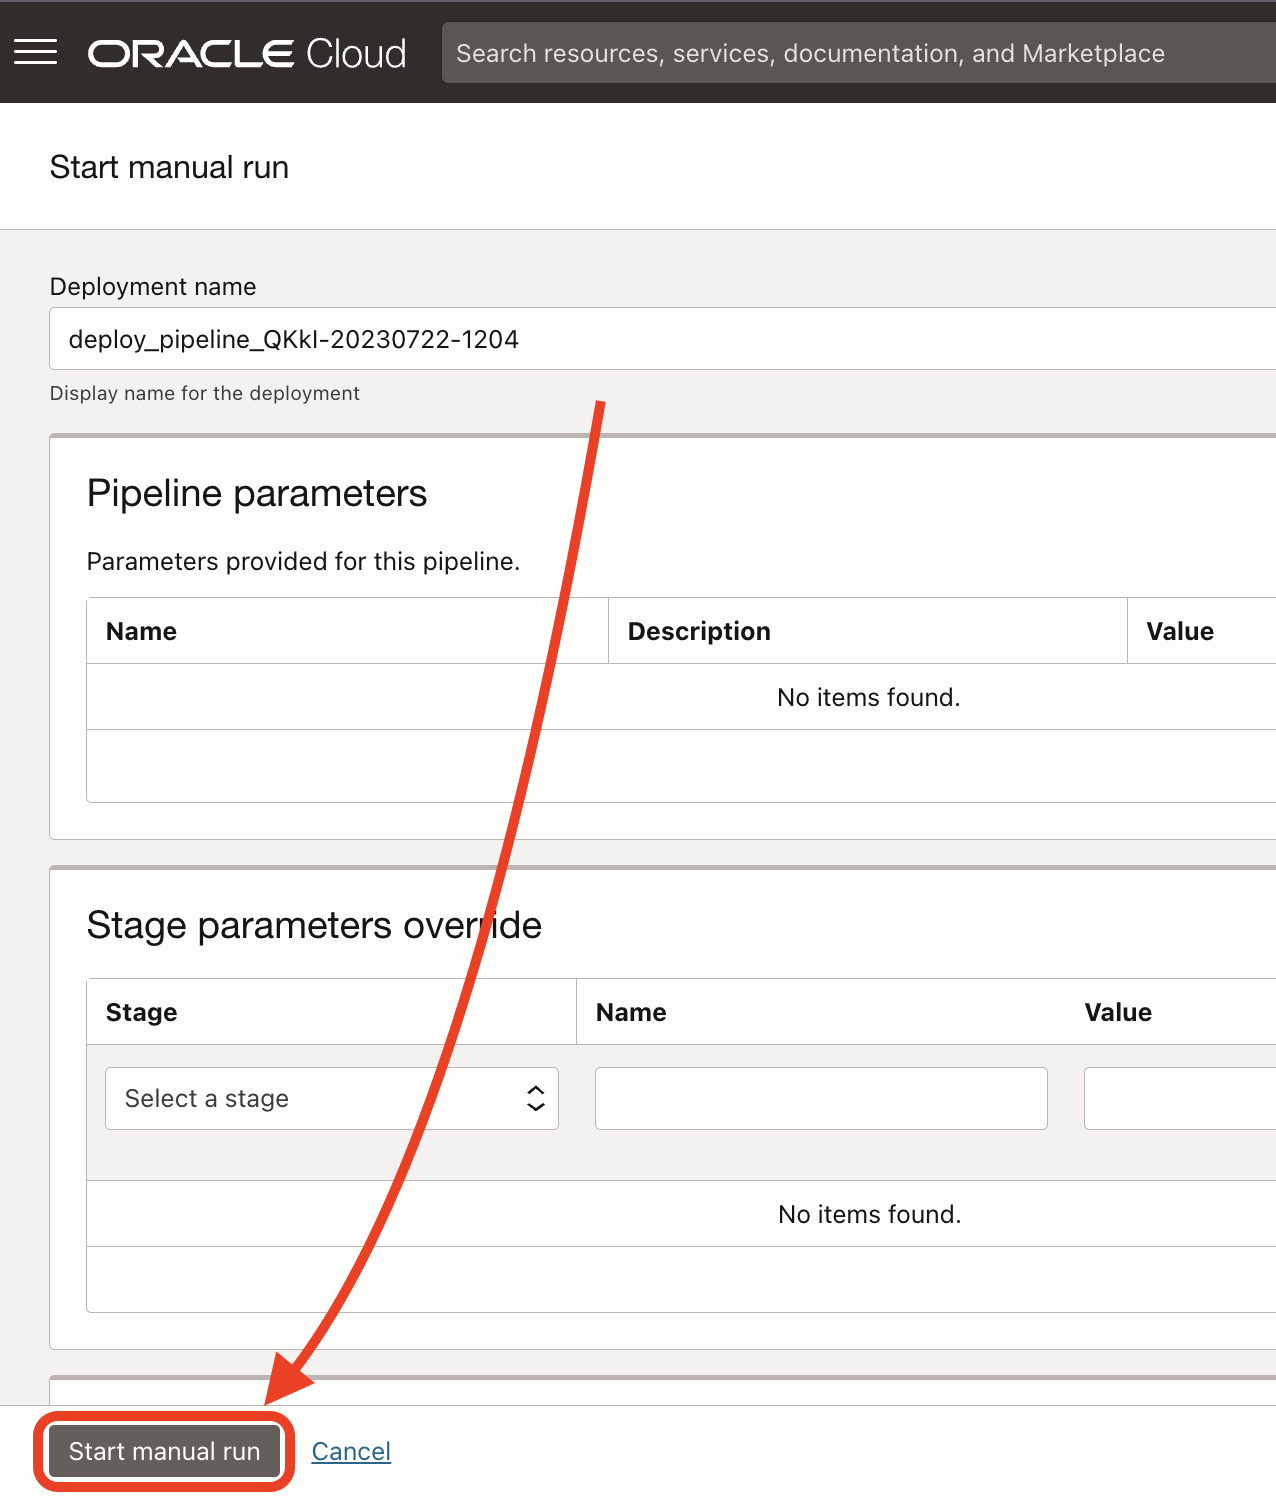 ORACLE Cloud
Search resources, services, documentation, and Marketplace
Start manual run
Deployment name
deploy_pipeline_QKkI-20230722-1204
Display name for the deployment
Pipeline parameters
Parameters provided for this pipeline.
Name Description Value
No items found.
Stage parameters override
Stage Name Value
Select a stage
No items found.
Start manual run Cancel